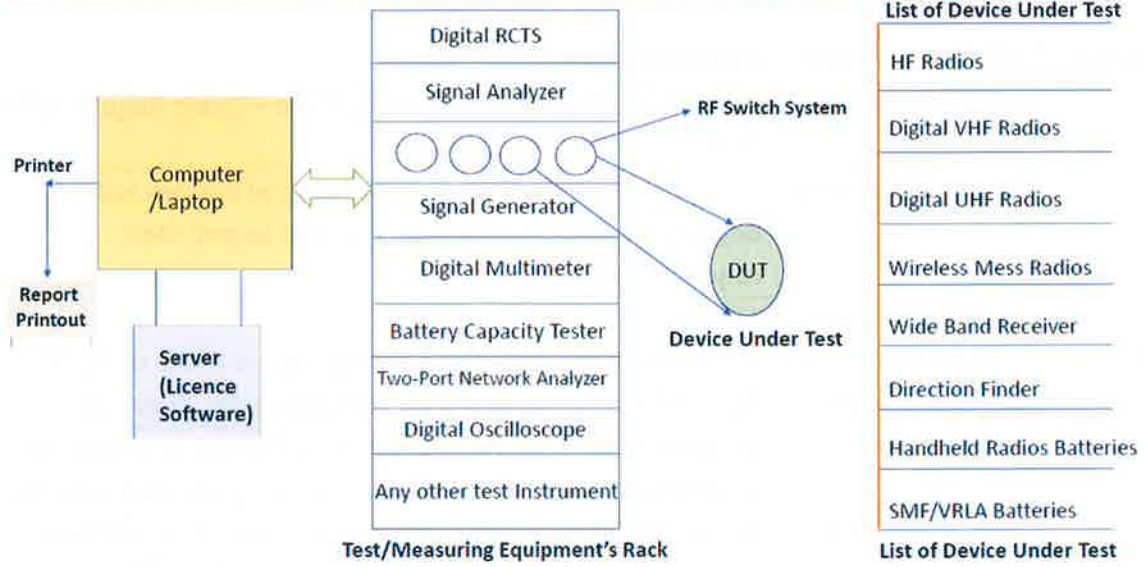 Printer
Computer
/Laptop
Report
Printout
Server
(Licence
Software)
Digital RCTS
Signal Analyzer
Signal Generator
Digital Multimeter
Battery Capacity Tester
Two-Port Network Analyzer
Digital Oscilloscope
Any other test Instrument
Test/Measuring Equipment's Rack
RF Switch System
DUT
Device Under Test
List of Device Under Test
HF Radios
Digital VHF Radios
Digital UHF Radios
Wireless Mess Radios
Wide Band Receiver
Direction Finder
Handheld Radios Batteries
SMF/VRLA Batteries
List of Device Under Test